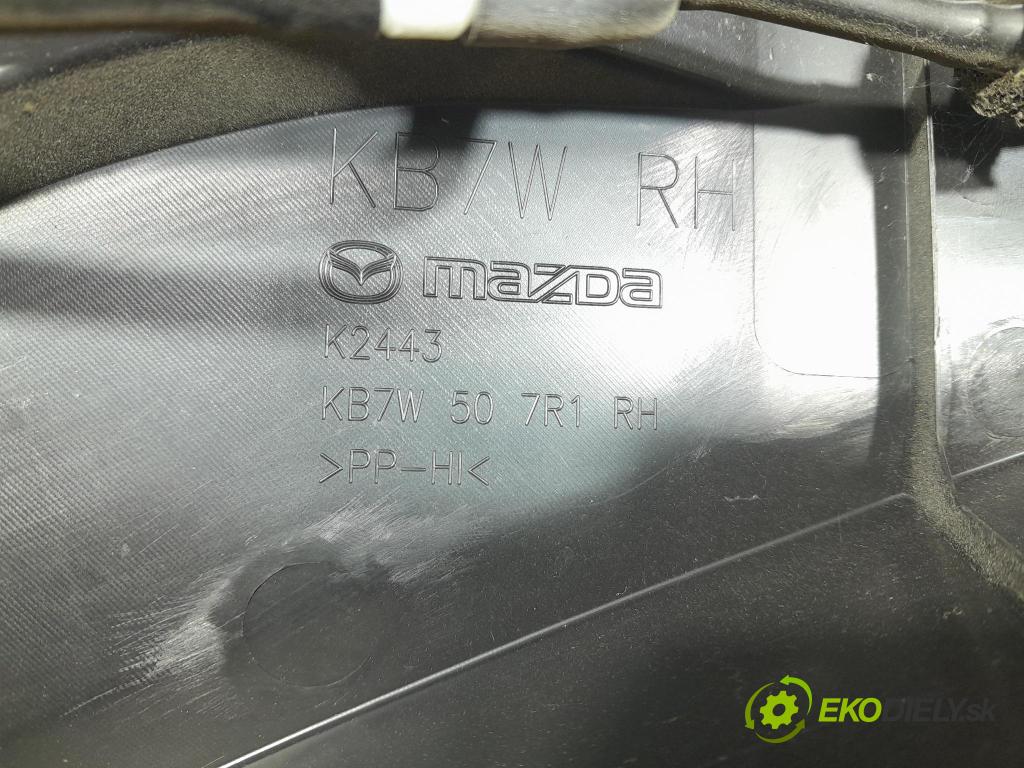 KB7W RH
mazda
K2443
KB7W 50 7R1 RH
>PP-HI<
EKODIELY.sk